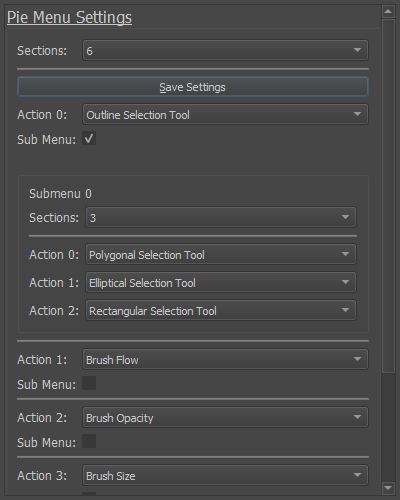 Pie Menu Settings
Sections: 6
Save Settings
Action 0: Outline Selection Tool
Sub Menu:
Submenu 0
Sections: 3
Action 0: Polygonal Selection Tool
Action 1: Elliptical Selection Tool
Action 2: Rectangular Selection Tool
Action 1: Brush Flow
Sub Menu:
Action 2: Brush Opacity
Sub Menu:
Action 3: Brush Size